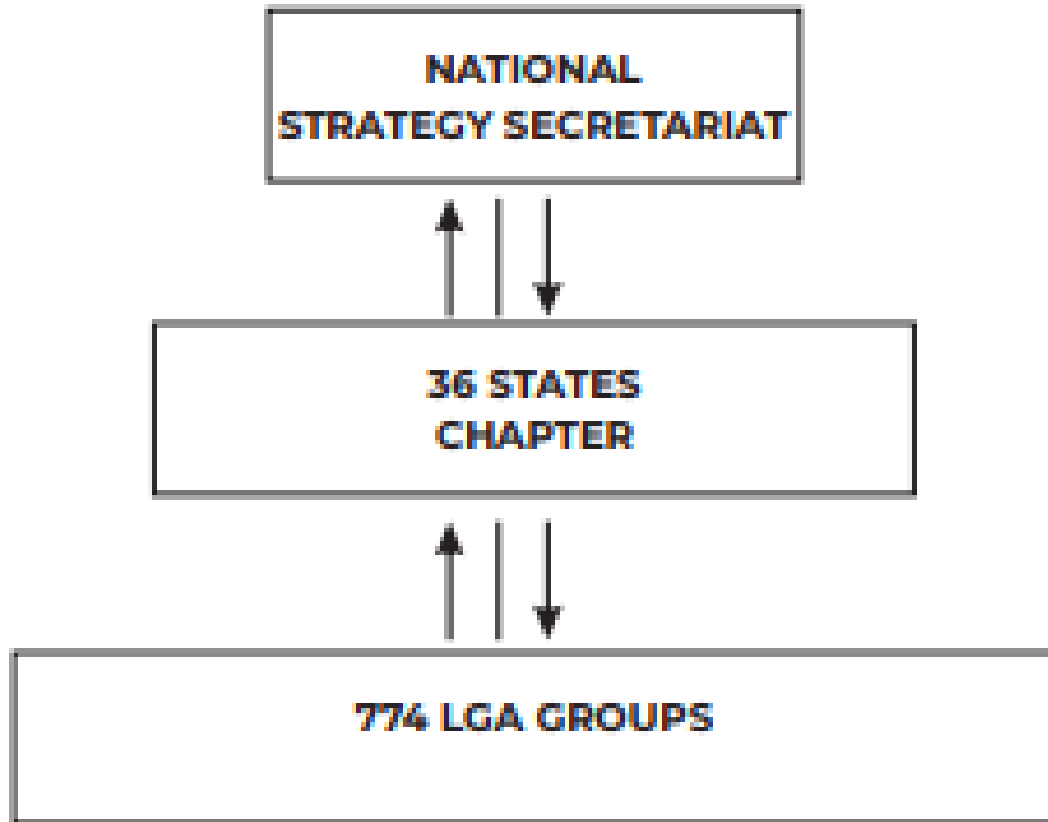 NATIONAL
STRATEGY SECRETARIAT
36 STATES
CHAPTER
774 LGA GROUPS